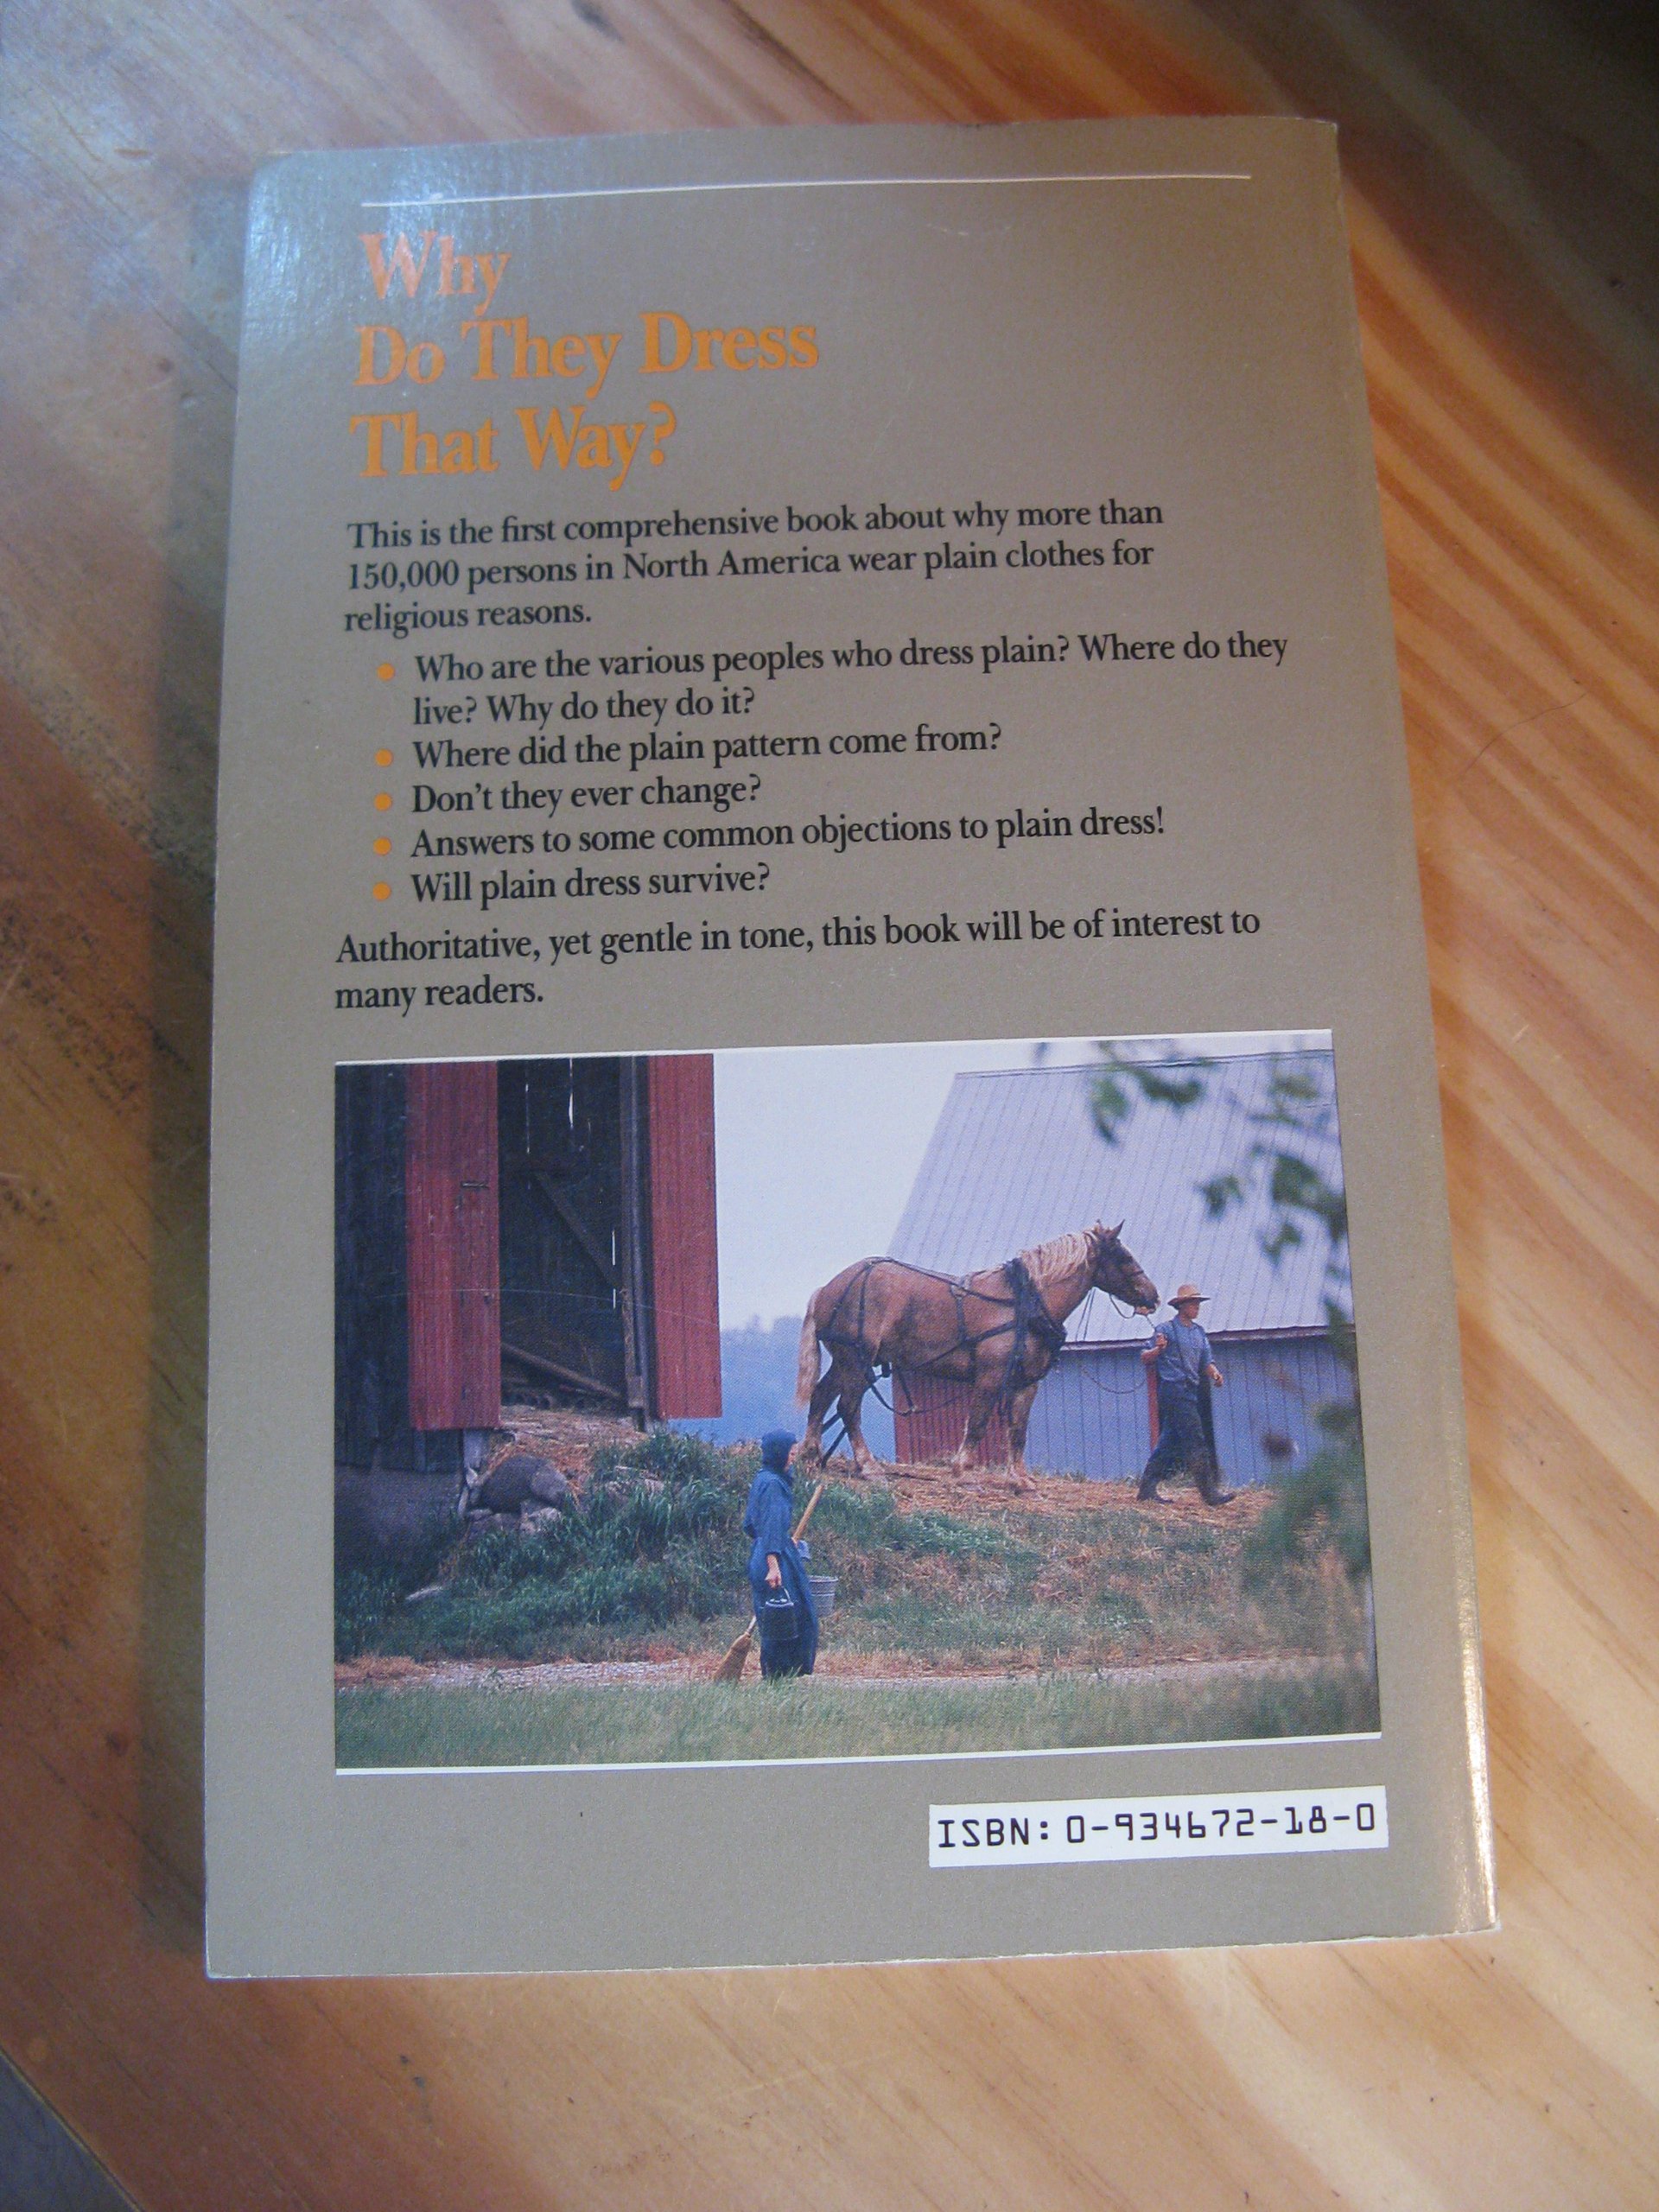 Why
Do They Dress
That Way?
This is the first comprehensive book about why more than
150,000 persons in North America wear plain clothes for
religious reasons.
• Who are the various peoples who dress plain? Where do they
live? Why do they do it?
• Where did the plain pattern come from?
• Don't they ever change?
• Answers to some common objections to plain dress!
• Will plain dress survive?
Authoritative, yet gentle in tone, this book will be of interest to
many readers.
ISBN: 0-934672-18-0